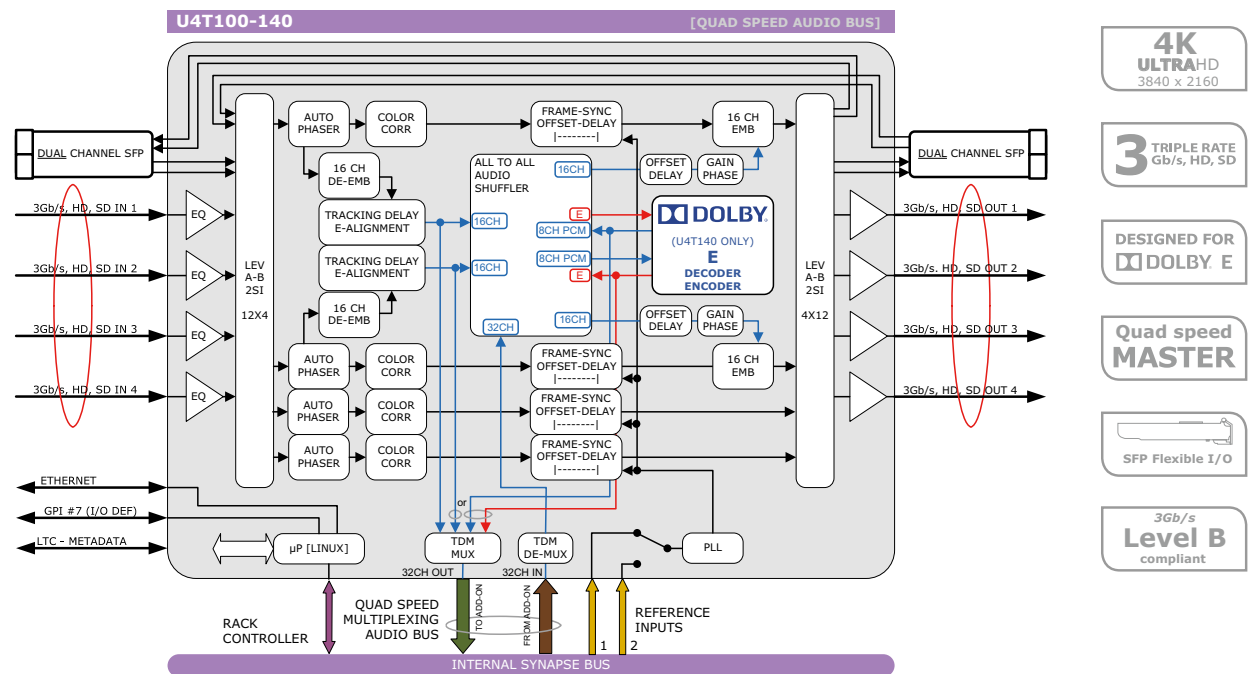 U4T100-140
[QUAD SPEED AUDIO BUS]
4K
ULTRAHD
3840 x 2160
3 TRIPLE RATE
Gb/s, HD, SD
DESIGNED FOR
DOLBY E
Quad speed
MASTER
SFP Flexible I/O
3Gb/s
Level B
compliant
DUAL CHANNEL SFP
3Gb/s, HD, SD IN 1
3Gb/s, HD, SD IN 2
3Gb/s, HD, SD IN 3
3Gb/s, HD, SD IN 4
EQ
EQ
EQ
EQ
LEV
A-B
2SI
12X4
AUTO
PHASER
COLOR
CORR
16 CH
DE-EMB
TRACKING DELAY
E-ALIGNMENT
TRACKING DELAY
E-ALIGNMENT
16 CH
DE-EMB
AUTO
PHASER
COLOR
CORR
AUTO
PHASER
COLOR
CORR
AUTO
PHASER
COLOR
CORR
FRAME-SYNC
OFFSET-DELAY
|--------|
ALL TO ALL
AUDIO
SHUFFLER
16CH
16CH
16CH
E
8CH PCM
8CH PCM
E
16CH
32CH
OFFSET
DELAY
GAIN
PHASE
16 CH
EMB
DOLBY.
(U4T140 ONLY)
E
DECODER
ENCODER
OFFSET
DELAY
GAIN
PHASE
16 CH
EMB
FRAME-SYNC
OFFSET-DELAY
|--------|
FRAME-SYNC
OFFSET-DELAY
|--------|
FRAME-SYNC
OFFSET-DELAY
|--------|
LEV
A-B
2SI
4X12
DUAL CHANNEL SFP
3Gb/s, HD, SD OUT 1
3Gb/s. HD, SD OUT 2
3Gb/s, HD, SD OUT 3
3Gb/s, HD, SD OUT 4
ETHERNET
GPI #7 (I/O DEF)
LTC - METADATA
µP [LINUX]
or
TDM
MUX
TDM
DE-MUX
PLL
32CH OUT
32CH IN
RACK
CONTROLLER
QUAD SPEED
MULTIPLEXING
AUDIO BUS
TO ADD-ON
FROM ADD-ON
1
2
REFERENCE
INPUTS
INTERNAL SYNAPSE BUS